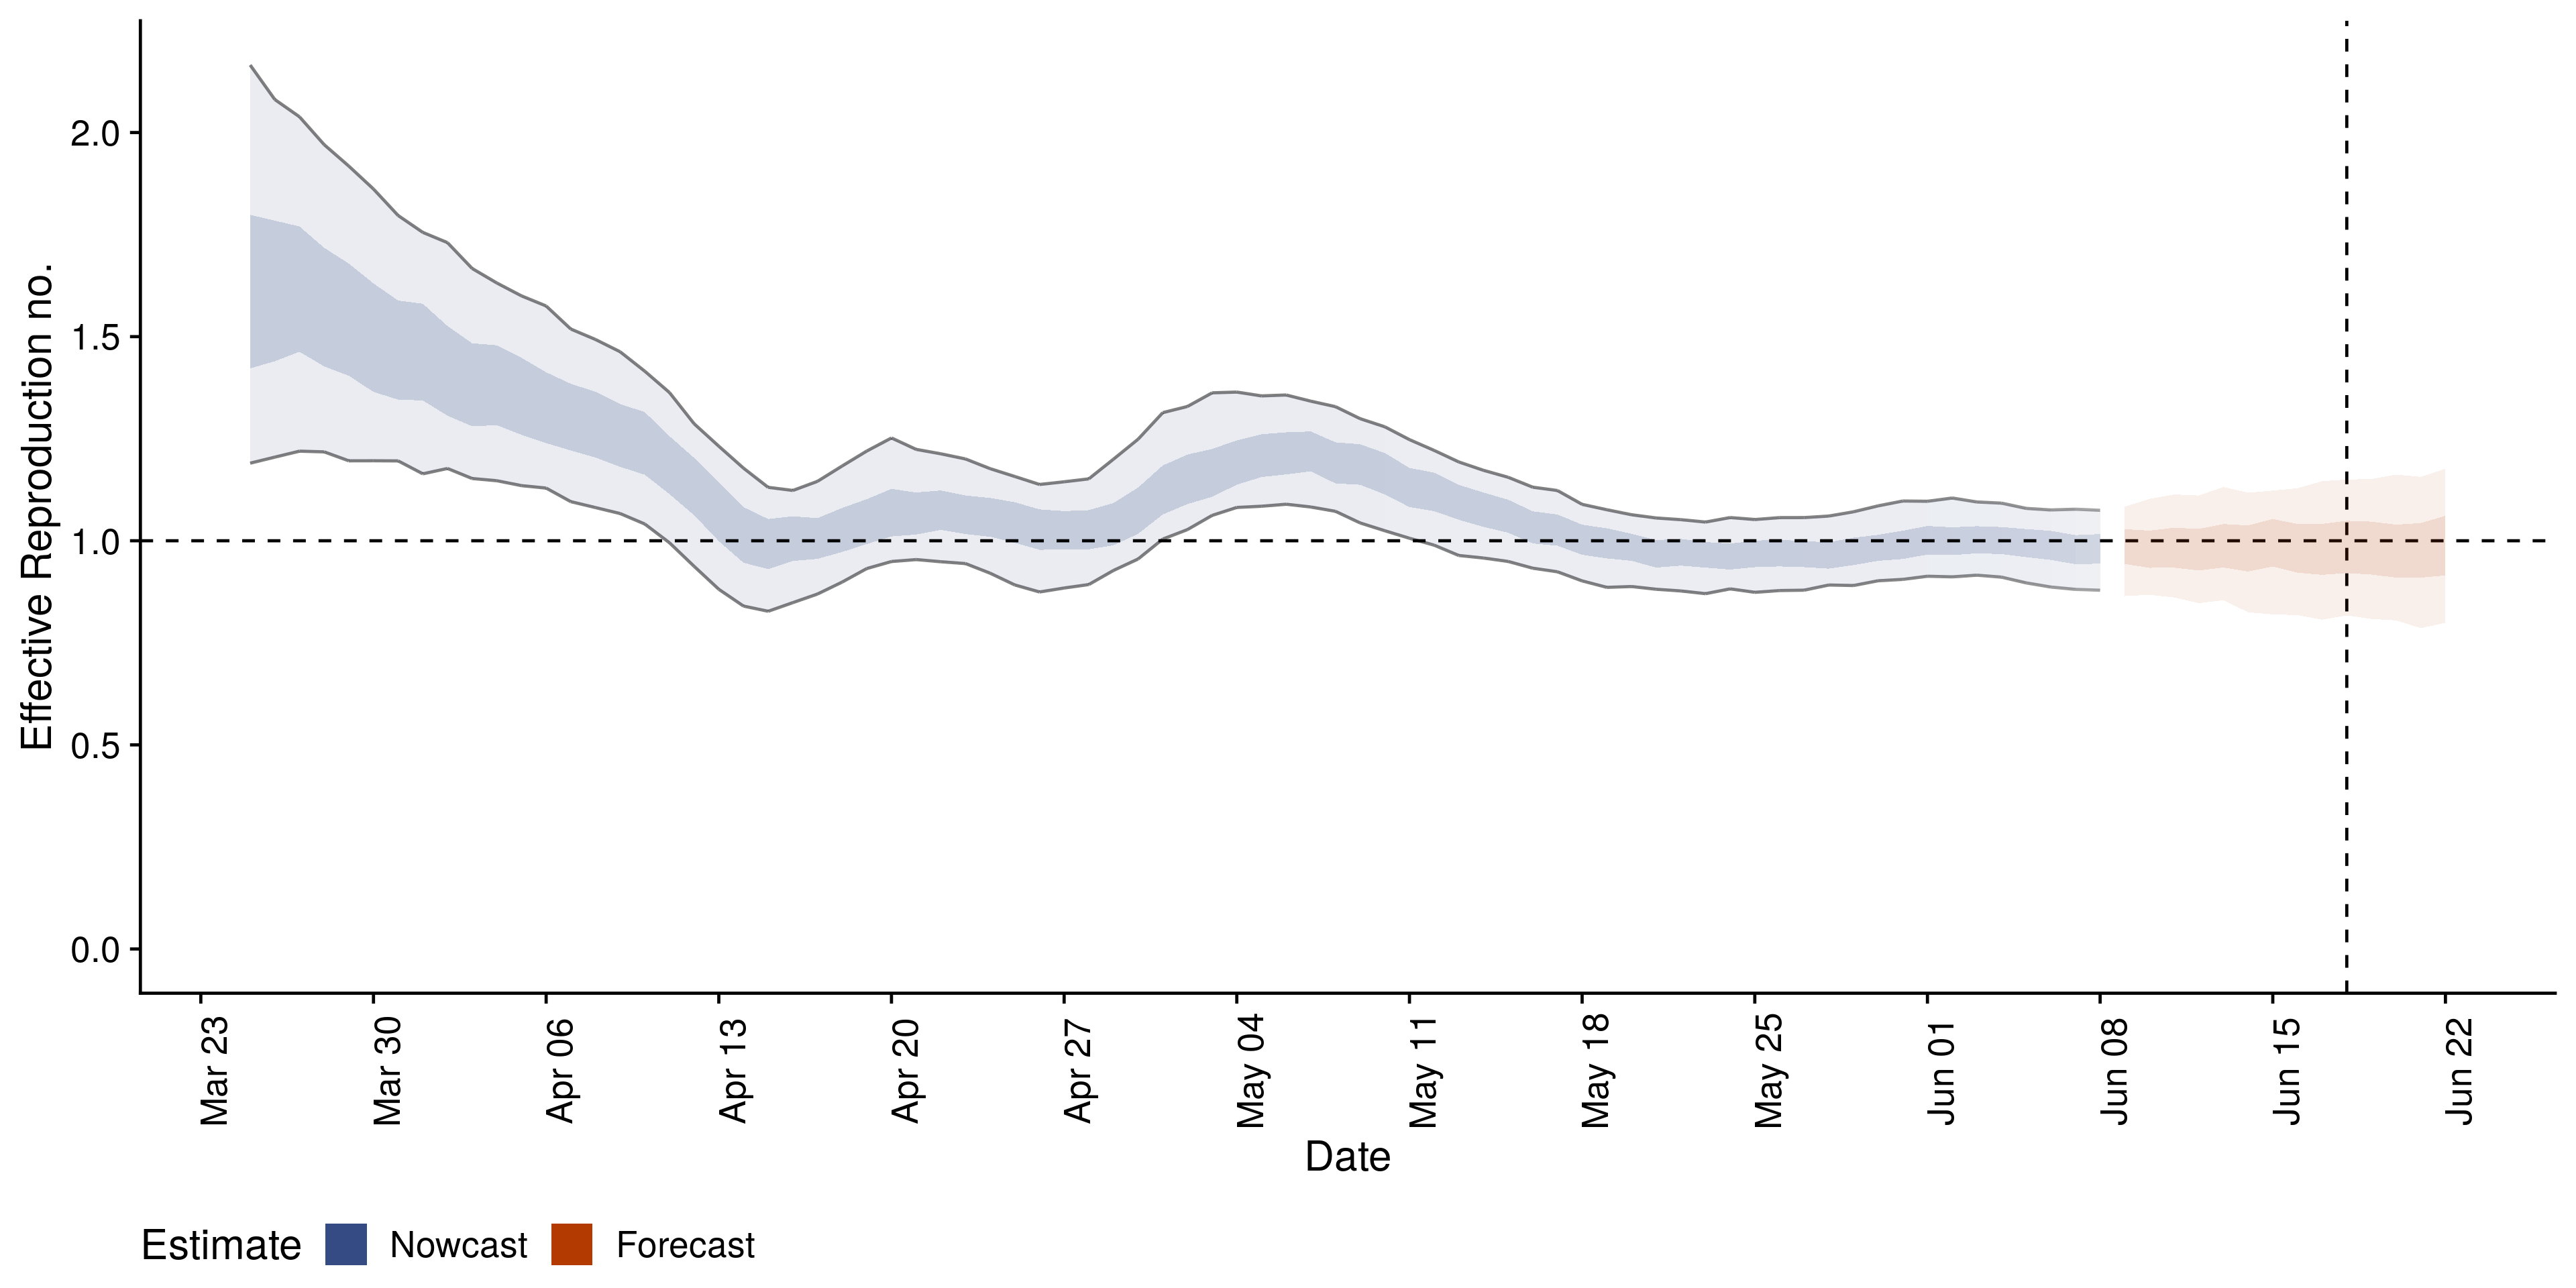 Effective Reproduction no.
2.0
1.5
1.0
0.5
0.0
Mar 23
Mar 30
Apr 06
Apr 13
Apr 20
Apr 27
May 04
May 11
May 18
May 25
Jun 01
Jun 08
Jun 15
Jun 22
Date
Estimate Nowcast Forecast